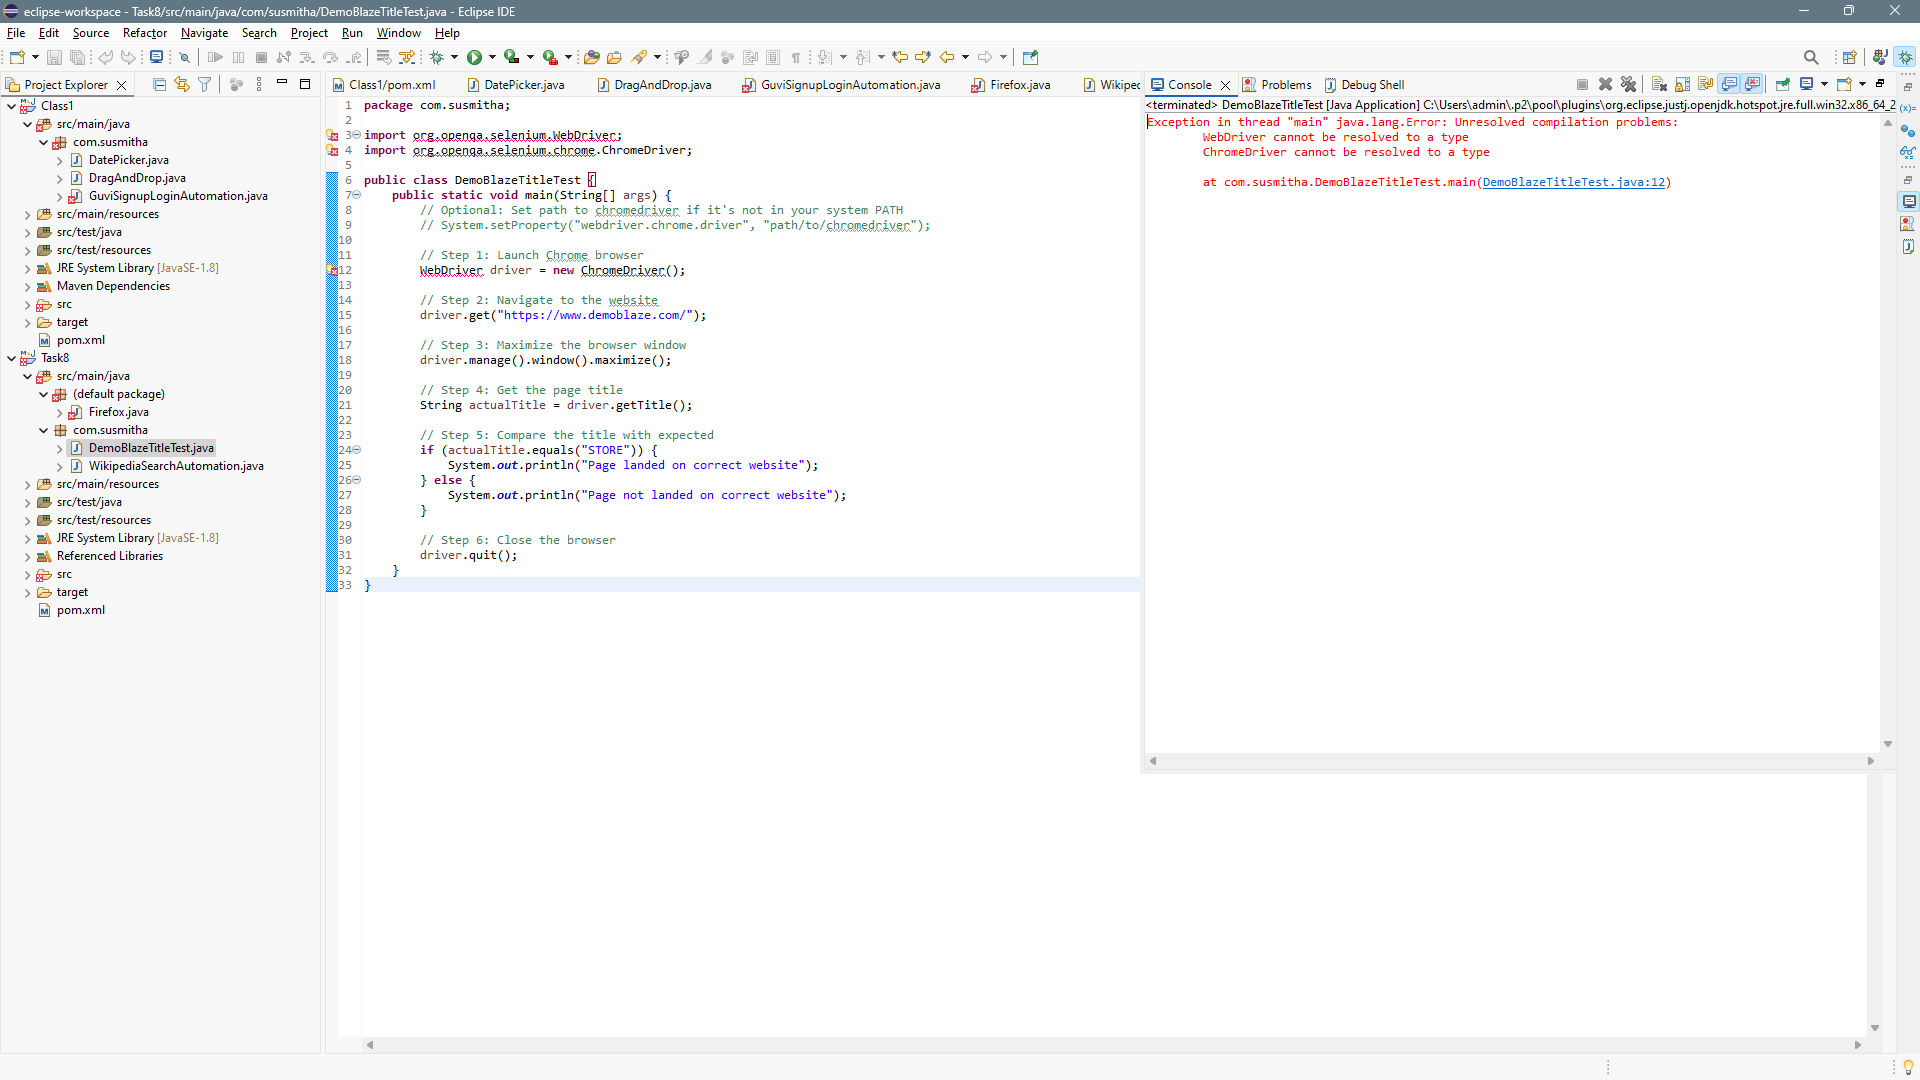 eclipse-workspace - Task8/src/main/java/com/susmitha/DemoBlazeTitleTest.java - Eclipse IDE
File Edit Source Refactor Navigate Search Project Run Window Help
Project Explorer
Class1
src/main/java
com.susmitha
DatePicker.java
DragAndDrop.java
GuviSignupLoginAutomation.java
src/main/resources
src/test/java
src/test/resources
JRE System Library [JavaSE-1.8]
Maven Dependencies
src
target
pom.xml
Task8
src/main/java
(default package)
Firefox.java
com.susmitha
DemoBlazeTitleTest.java
WikipediaSearchAutomation.java
src/main/resources
src/test/java
src/test/resources
JRE System Library [JavaSE-1.8]
Referenced Libraries
src
target
pom.xml
Class1/pom.xml DatePicker.java DragAndDrop.java GuviSignupLoginAutomation.java Firefox.java Wikipec
1 package com.susmitha;
2
3 import org.openqa.selenium.WebDriver;
4 import org.openqa.selenium.chrome.ChromeDriver;
5
6 public class DemoBlazeTitleTest {
7 public static void main(String[] args) {
8 // Optional: Set path to chromedriver if it's not in your system PATH
9 // System.setProperty("webdriver.chrome.driver", "path/to/chromedriver");
10
11 // Step 1: Launch Chrome browser
12 WebDriver driver = new ChromeDriver();
13
14 // Step 2: Navigate to the website
15 driver.get("https://www.demoblaze.com/");
16
17 // Step 3: Maximize the browser window
18 driver.manage().window().maximize();
19
20 // Step 4: Get the page title
21 String actualTitle = driver.getTitle();
22
23 // Step 5: Compare the title with expected
24 if (actualTitle.equals("STORE")) {
25 System.out.println("Page landed on correct website");
26 } else {
27 System.out.println("Page not landed on correct website");
28 }
29
30 // Step 6: Close the browser
31 driver.quit();
32 }
33 }
Console Problems Debug Shell
<terminated> DemoBlazeTitleTest [Java Application] C:\Users\admin\.p2\pool\plugins\org.eclipse.justj.openjdk.hotspot.jre.full.win32.x86_64_2
Exception in thread "main" java.lang.Error: Unresolved compilation problems:
WebDriver cannot be resolved to a type
ChromeDriver cannot be resolved to a type
at com.susmitha.DemoBlazeTitleTest.main(DemoBlazeTitleTest.java:12)